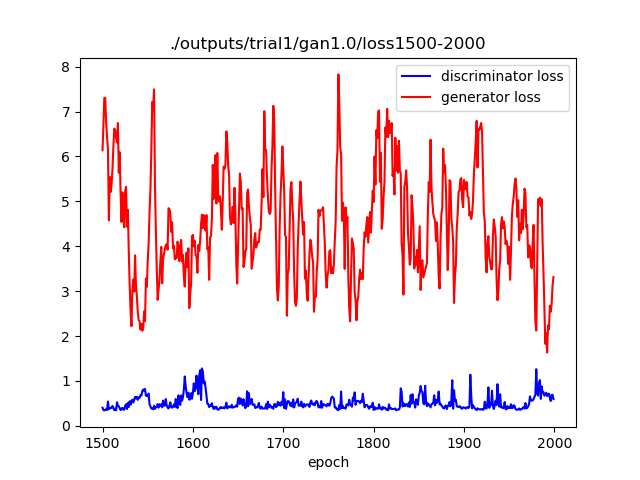 ./outputs/trial1/gan1.0/loss1500-2000
discriminator loss
generator loss
8
7
6
5
4
3
2
1
0
1500 1600 1700 1800 1900 2000
epoch